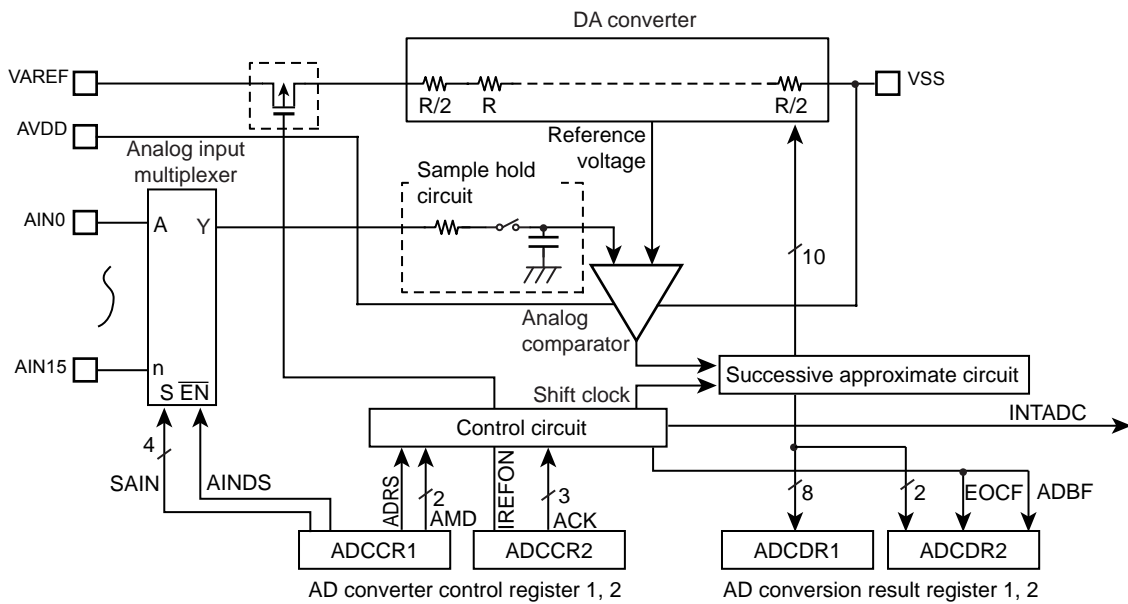 DA converter
VAREF
VSS
R/2
R
R/2
AVDD
Analog input
multiplexer
Reference
voltage
Sample hold
circuit
AIN0
A
Y
10
Analog
comparator
AIN15
n
S EN
Successive approximate circuit
Shift clock
INTADC
Control circuit
4
SAIN
AINDS
ADRS
2
AMD
IREFON
3
ACK
8
2
EOCF
ADBF
ADCCR1
ADCCR2
ADCDR1
ADCDR2
AD converter control register 1, 2
AD conversion result register 1, 2